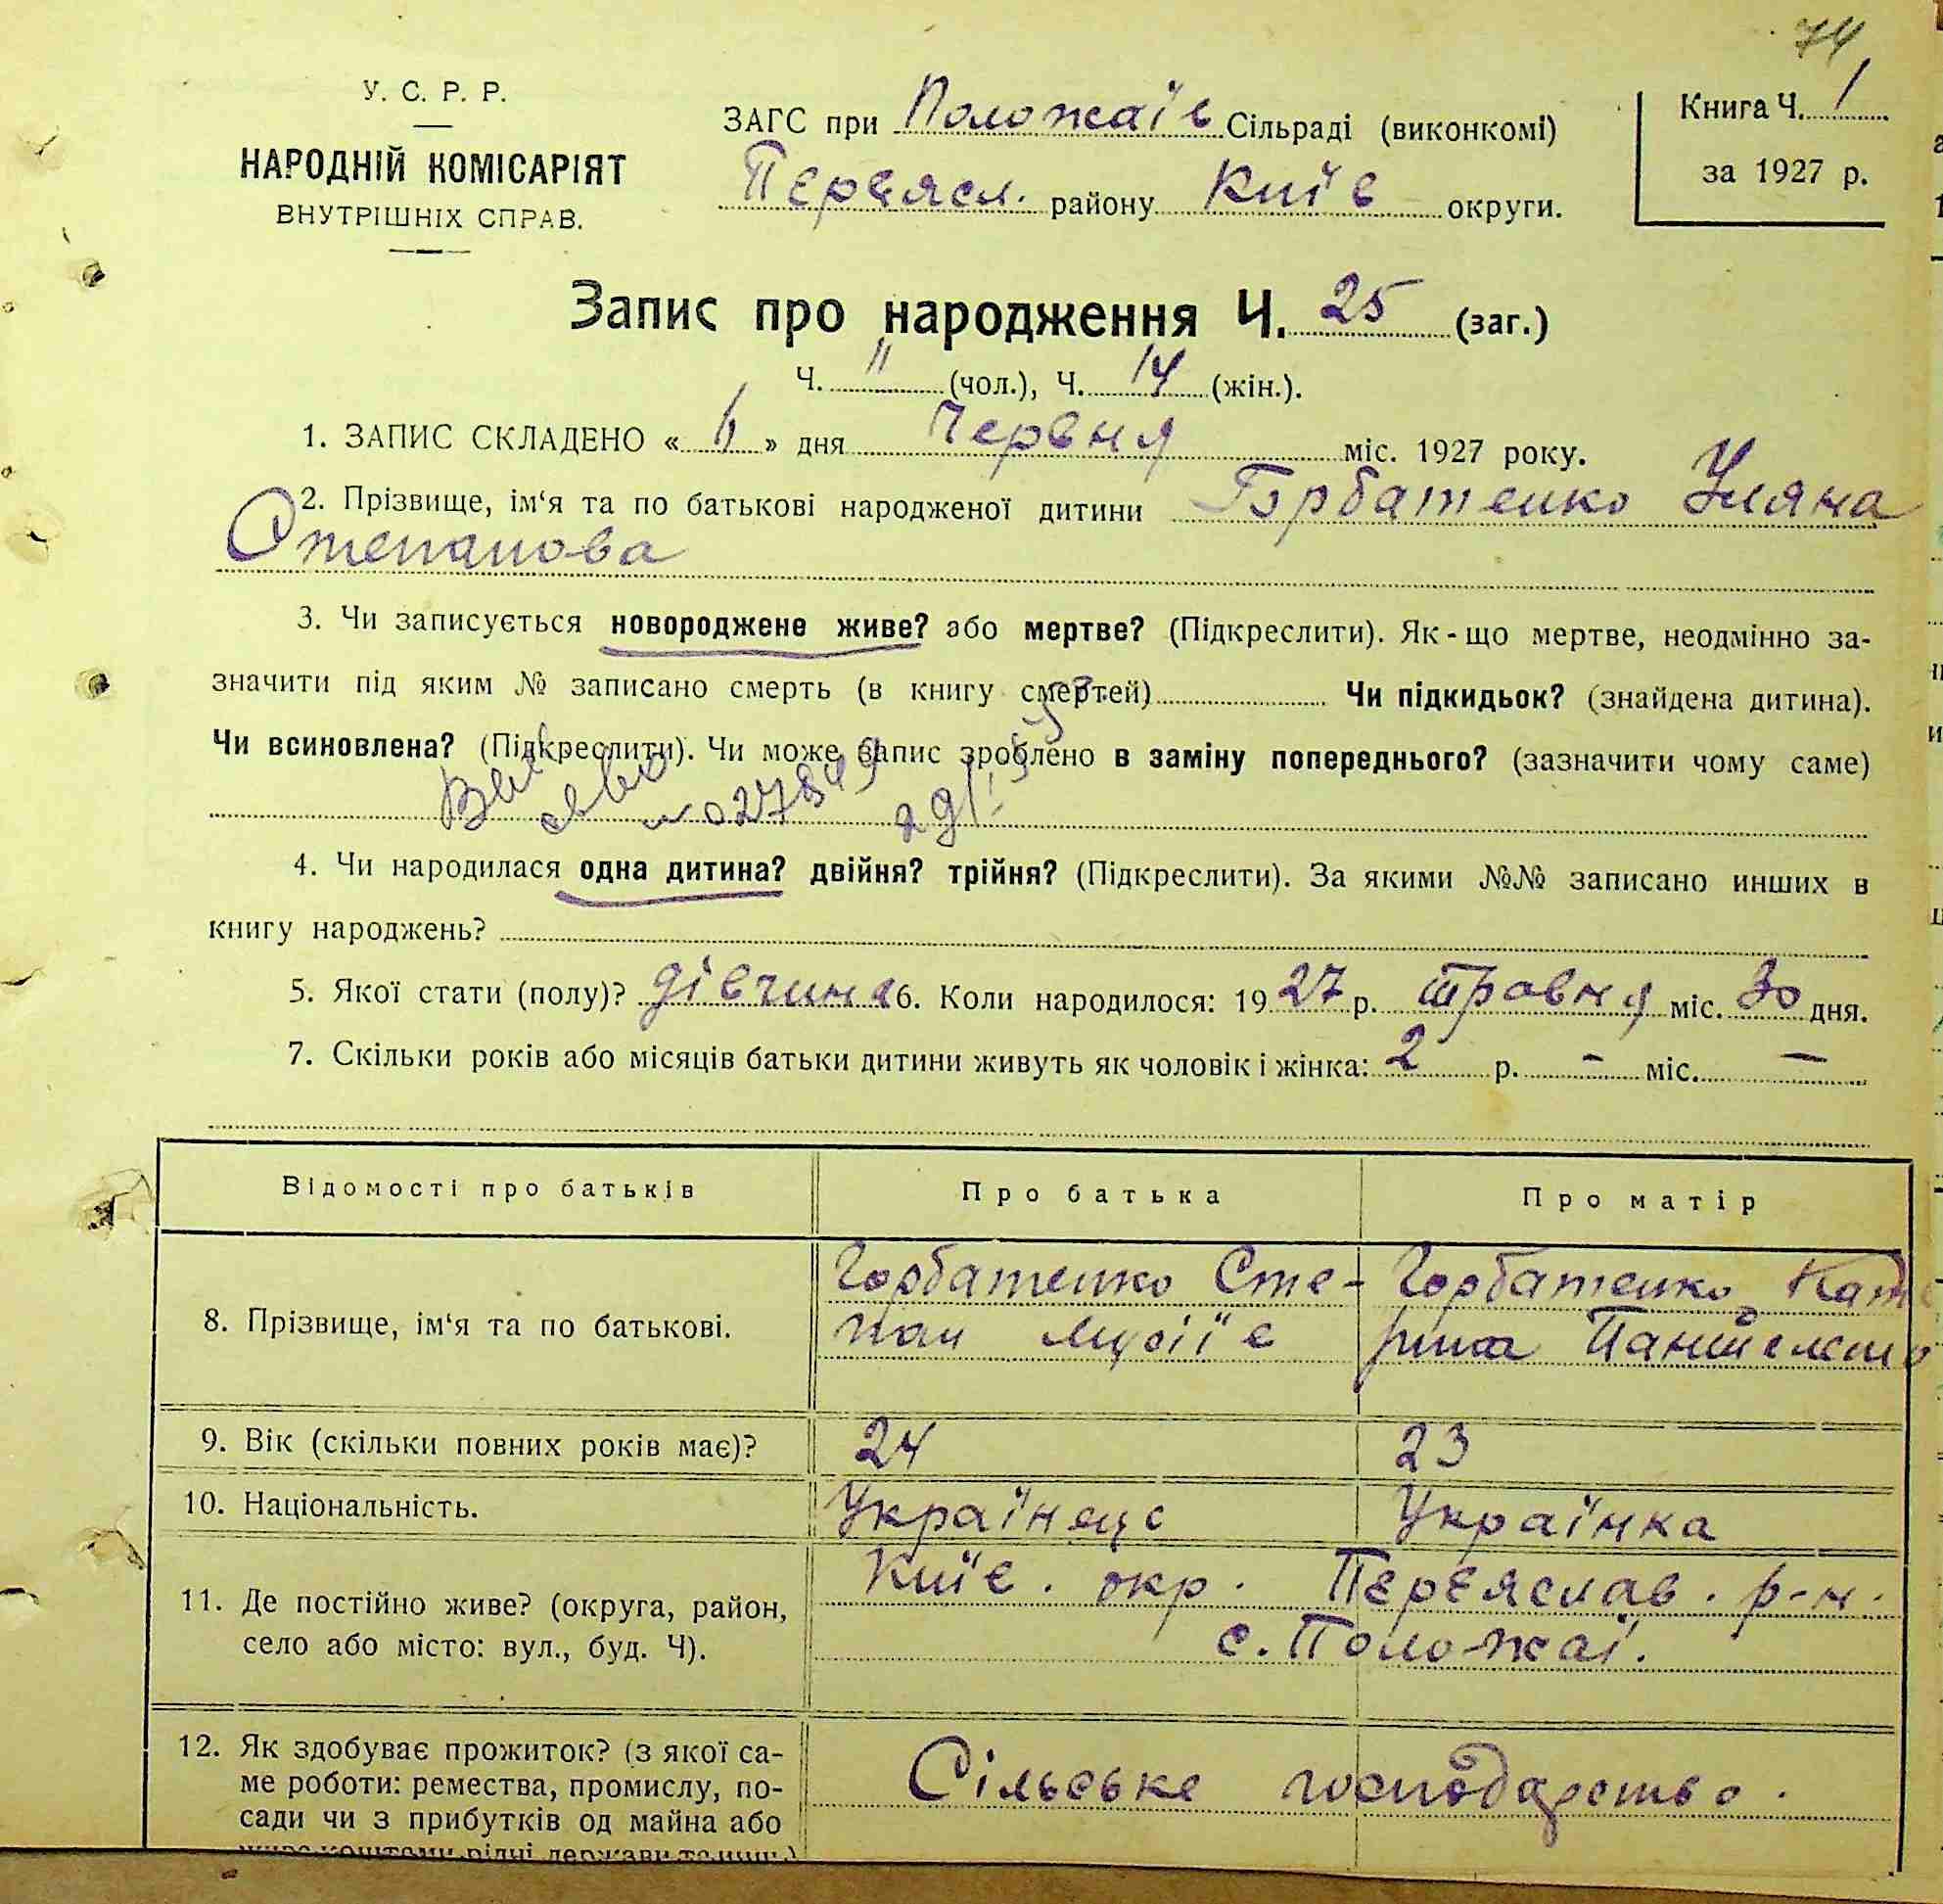 74
У. С. Р. Р.
НАРОДНІЙ КОМІСАРІЯТ
ВНУТРІШНІХ СПРАВ.
ЗАГС при Положаїв Сільраді (виконкомі)
Переясл. району Київ округи.
Книга Ч. 1
за 1927 р.
Запис про народження Ч. 25 (заг.)
Ч. " (чол.), Ч. 14 (жін.).
1. ЗАПИС СКЛАДЕНО « 6 » дня Червня міс. 1927 року.
2. Прізвище, ім‘я та по батькові народженої дитини Горбатенко Уляна
Степанова
3. Чи записується новороджене живе? або мертве? (Підкреслити). Як-що мертве, неодмінно за-
значити під яким № записано смерть (в книгу смертей) Чи підкидьок? (знайдена дитина).
Чи всиновлена? (Підкреслити). Чи може запис зроблено в заміну попереднього? (зазначити чому саме)
4. Чи народилася одна дитина? двійня? трійня? (Підкреслити). За якими №№ записано инших в
книгу народжень?
5. Якої стати (полу)? дівчина 6. Коли народилося: 1927 р. травня міс. 30 дня.
7. Скільки років або місяців батьки дитини живуть як чоловік і жінка: 2 р. - міс. -
Відомості про батьків Про батька Про матір
8. Прізвище, ім‘я та по батькові. Горбатенко Сте- Горбатенко Кате
пан Мусіїв рина
9. Вік (скільки повних років має)? 24 23
10. Національність. Українець Українка
11. Де постійно живе? (округа, район, Київ. окр. Переяслав. р-н.
село або місто: вул., буд. Ч). с. Положаї.
12. Як здобуває прожиток? (з якої са-
ме роботи: ремества, промислу, по- Сільське господарство.
сади чи з прибутків од майна або